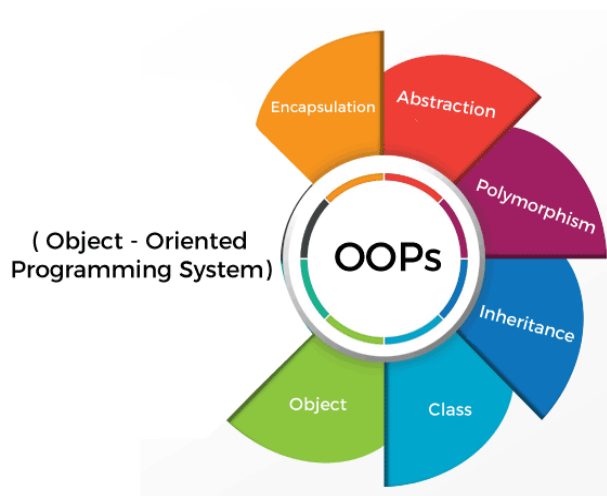 Encapsulation
Abstraction
Polymorphism
Inheritance
Class
Object
OOPs
( Object - Oriented
Programming System)